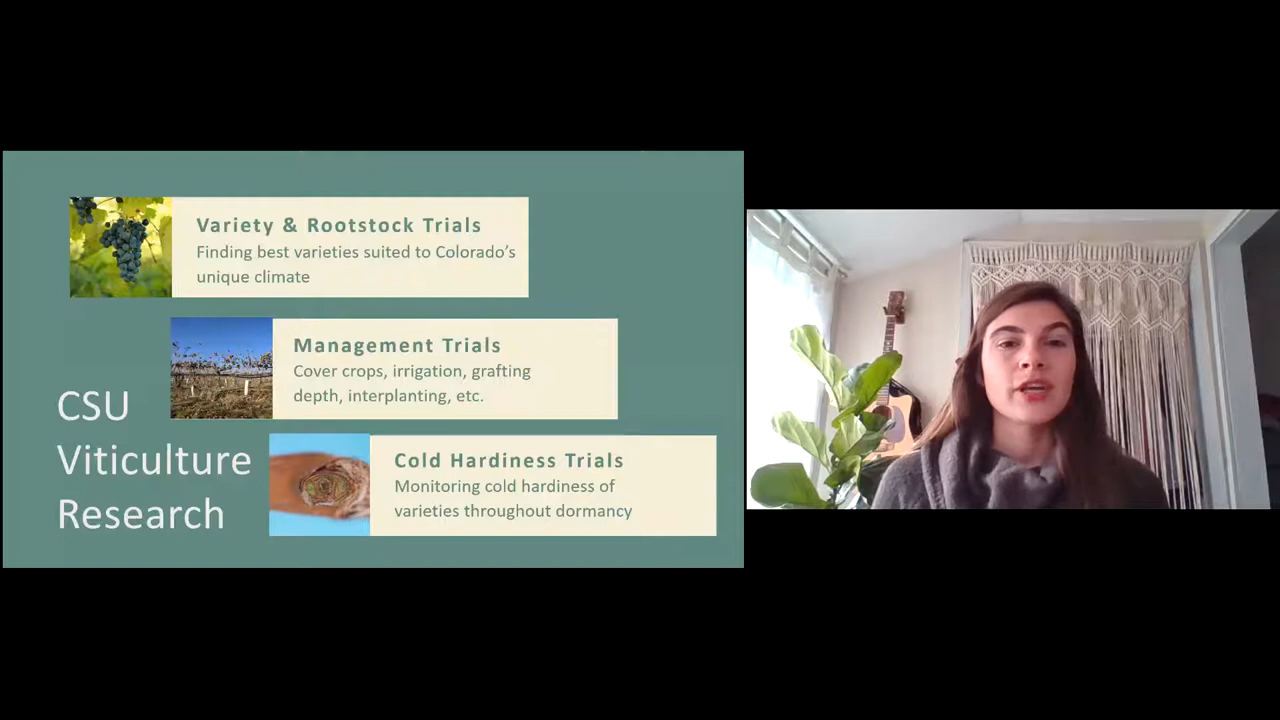 Variety & Rootstock Trials
Finding best varieties suited to Colorado’s
unique climate
Management Trials
Cover crops, irrigation, grafting
depth, interplanting, etc.
CSU
Viticulture
Research
Cold Hardiness Trials
Monitoring cold hardiness of
varieties throughout dormancy